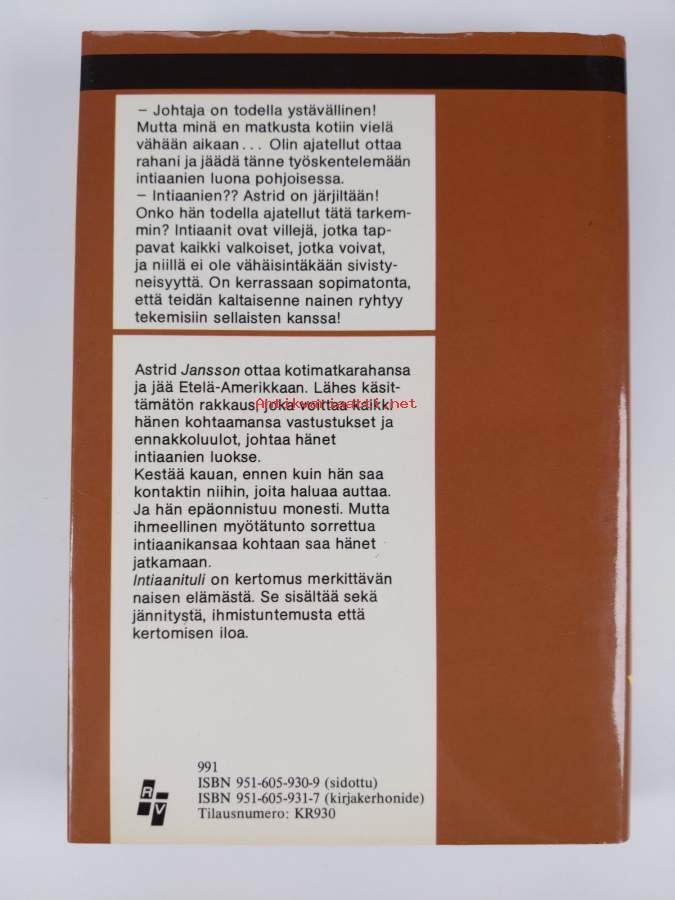 – Johtaja on todella ystävällinen!
Mutta minä en matkusta kotiin vielä
vähään aikaan... Olin ajatellut ottaa
rahani ja jäädä tänne työskentelemään
intiaanien luona pohjoisessa.
– Intiaanien?? Astrid on järjiltään!
Onko hän todella ajatellut tätä tarkem-
min? Intiaanit ovat villejä, jotka tap-
pavat kaikki valkoiset, jotka voivat,
ja niillä ei ole vähäisintäkään sivisty-
neisyyttä. On kerrassaan sopimatonta,
että teidän kaltaisenne nainen ryhtyy
tekemisiin sellaisten kanssa!
Astrid Jansson ottaa kotimatkarahansa
ja jää Etelä-Amerikkaan. Lähes käsit-
tämätön rakkaus, joka voittaa kaikki
Antikvariaatti.net
hänen kohtaamansa vastustukset ja
ennakkoluulot, johtaa hänet
intiaanien luokse.
Kestää kauan, ennen kuin hän saa
kontaktin niihin, joita haluaa auttaa.
Ja hän epäonnistuu monesti. Mutta
ihmeellinen myötätunto sorrettua
intiaanikansaa kohtaan saa hänet
jatkamaan.
Intiaanituli on kertomus merkittävän
naisen elämästä. Se sisältää sekä
jännitystä, ihmistuntemusta että
kertomisen iloa.
991
ISBN 951-605-930-9 (sidottu)
ISBN 951-605-931-7 (kirjakerhonide)
Tilausnumero: KR930
R
V